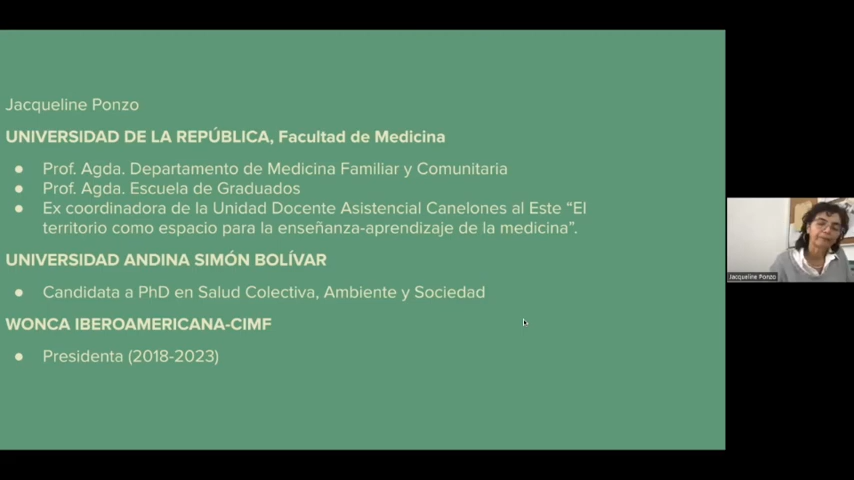 Jacqueline Ponzo
UNIVERSIDAD DE LA REPÚBLICA, Facultad de Medicina
● Prof. Agda. Departamento de Medicina Familiar y Comunitaria
● Prof. Agda. Escuela de Graduados
● Ex coordinadora de la Unidad Docente Asistencial Canelones al Este “El
territorio como espacio para la enseñanza-aprendizaje de la medicina”.
UNIVERSIDAD ANDINA SIMÓN BOLÍVAR
● Candidata a PhD en Salud Colectiva, Ambiente y Sociedad
WONCA IBEROAMERICANA-CIMF
● Presidenta (2018-2023)
Jacqueline Ponzo